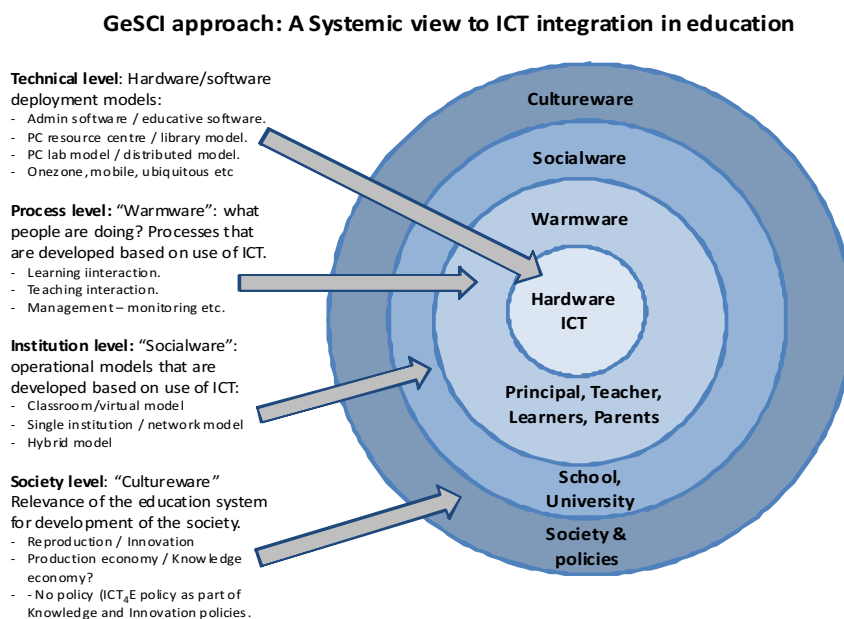 GeSCI approach: A Systemic view to ICT integration in education
Technical level: Hardware/software
deployment models:
- Admin software / educative software.
- PC resource centre / library model.
- PC lab model / distributed model.
- Onezone, mobile, ubiquitous etc
Process level: “Warmware”: what
people are doing? Processes that
are developed based on use of ICT.
- Learning iinteraction.
- Teaching interaction.
- Management – monitoring etc.
Institution level: “Socialware”:
operational models that are
developed based on use of ICT:
- Classroom/virtual model
- Single institution / network model
- Hybrid model
Society level: “Cultureware”
Relevance of the education system
for development of the society.
- Reproduction / Innovation
- Production economy / Knowledge
economy?
- - No policy (ICT₄E policy as part of
Knowledge and Innovation policies.
Cultureware
Socialware
Warmware
Hardware
ICT
Principal, Teacher,
Learners, Parents
School,
University
Society &
policies